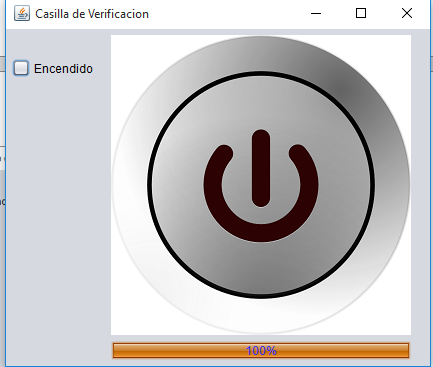 Casilla de Verificacion
Encendido
100%